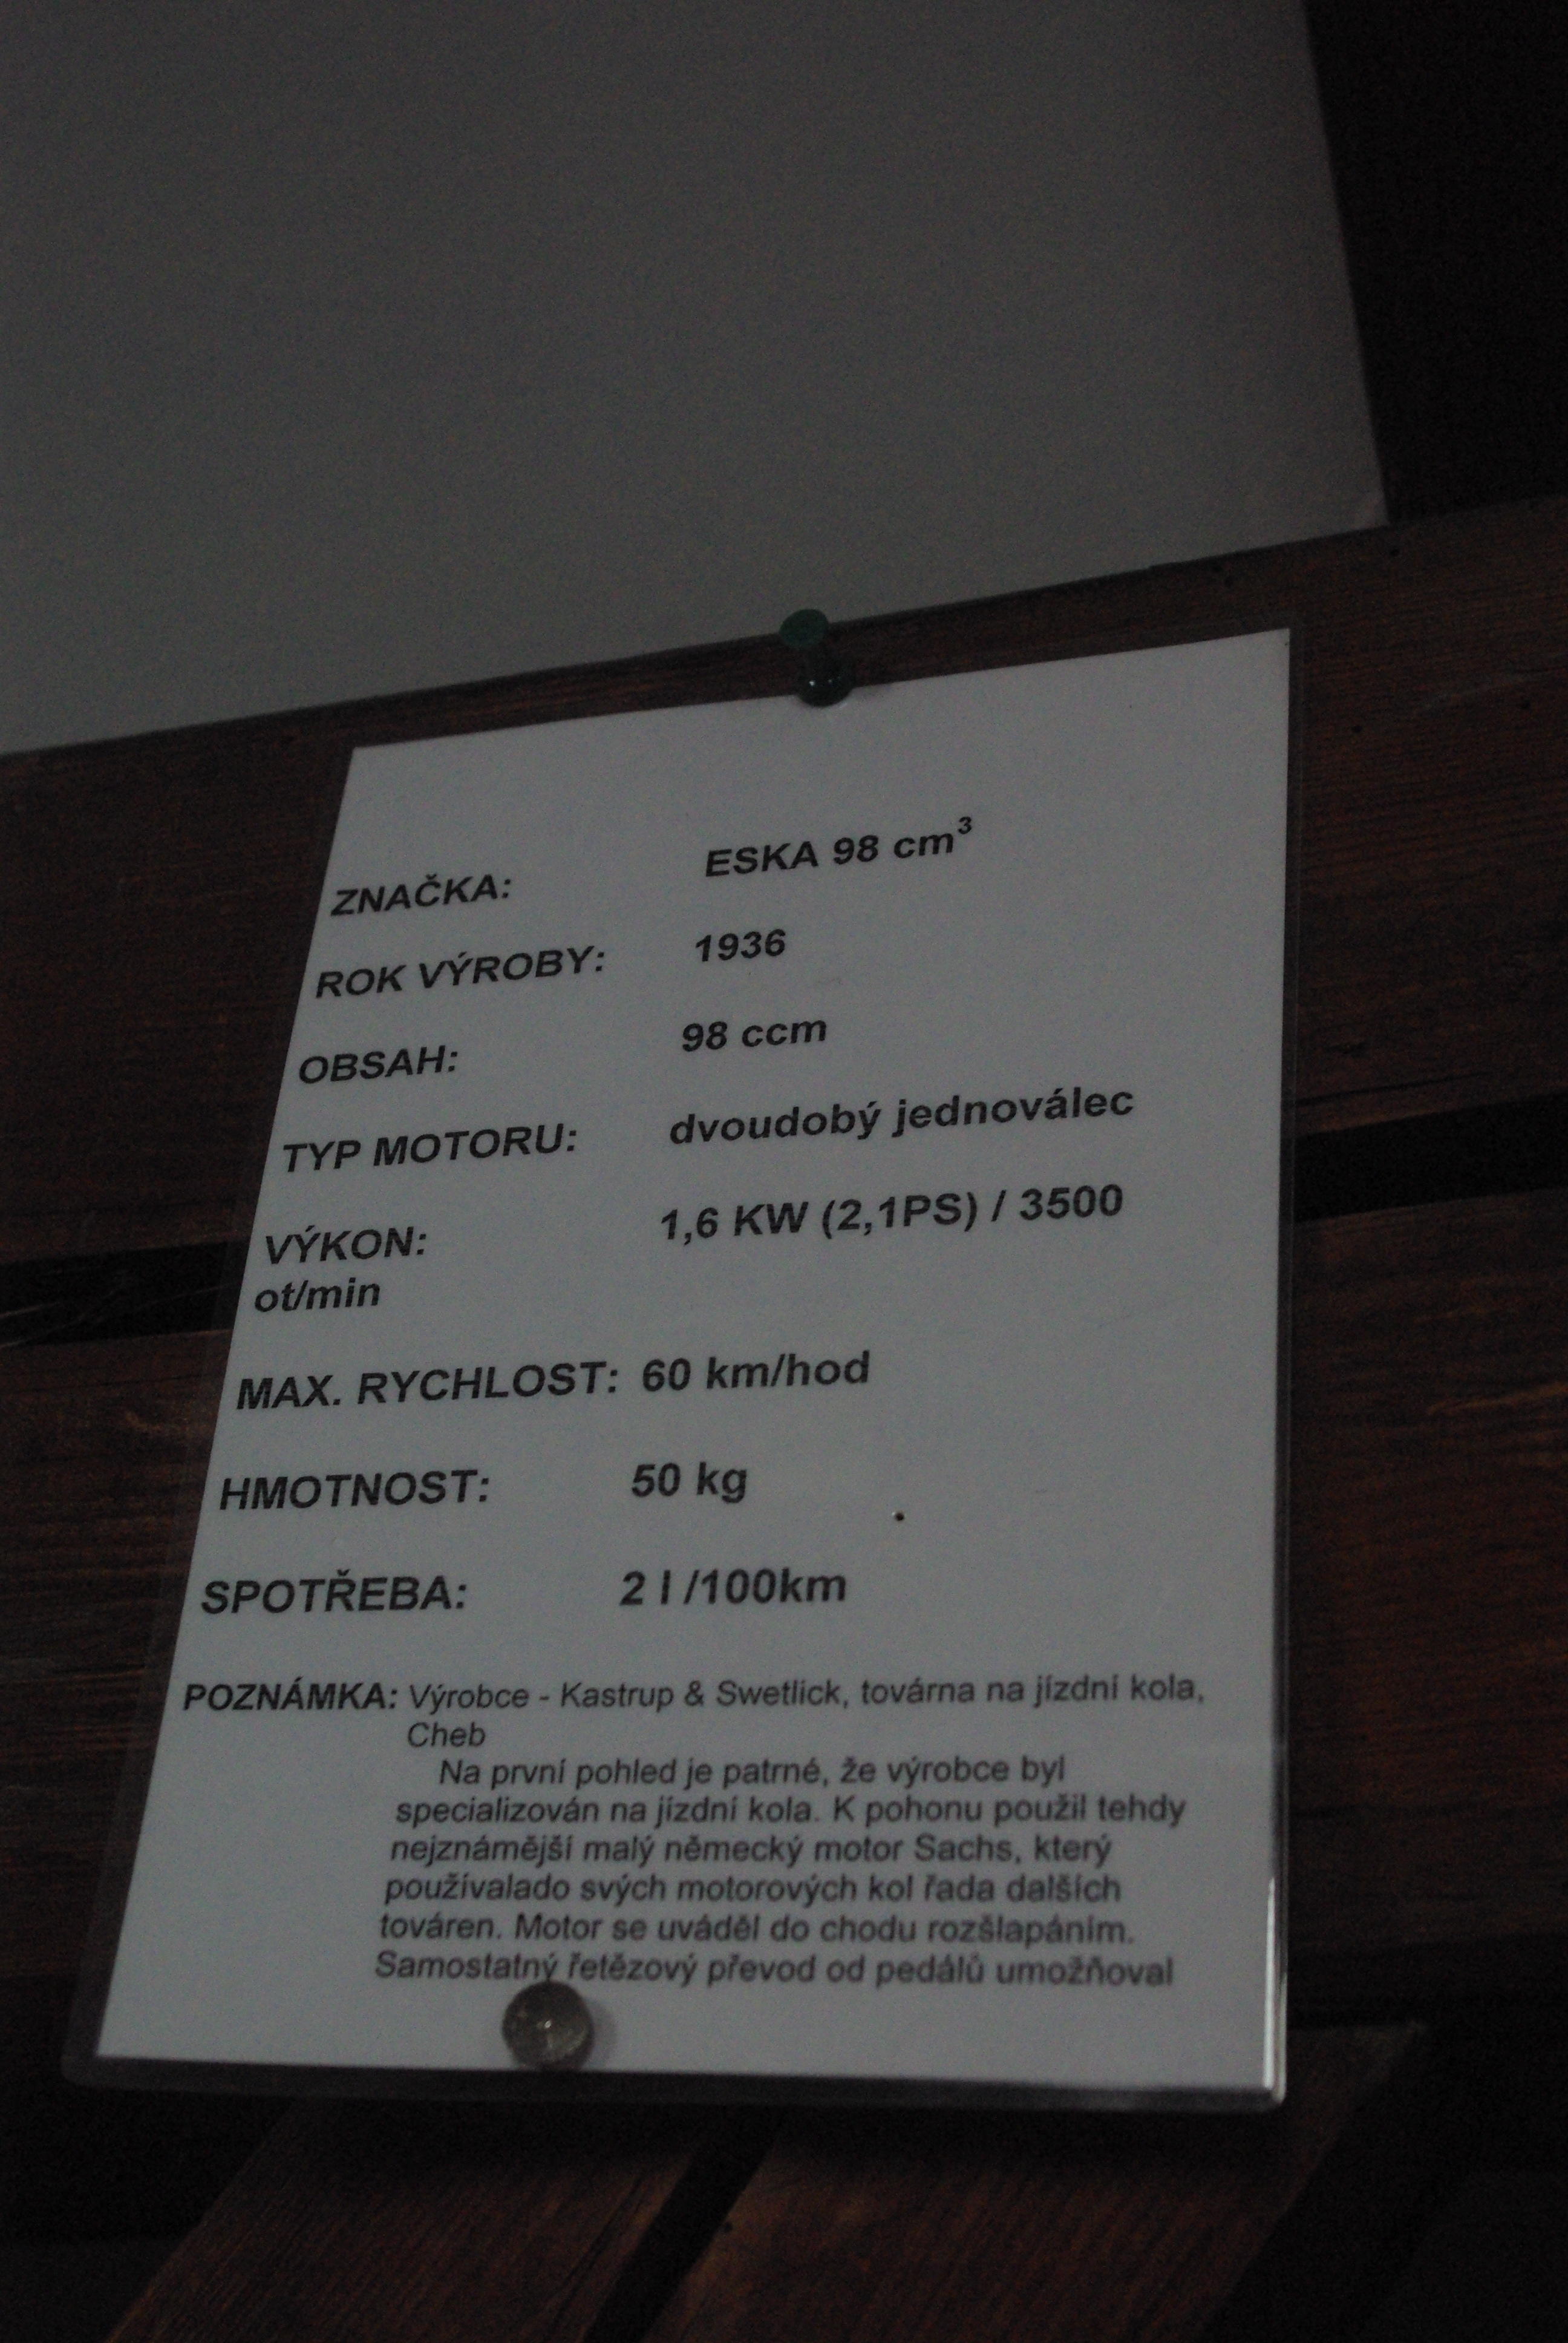 ZNAČKA: ESKA 98 cm³
ROK VÝROBY: 1936
OBSAH: 98 ccm
TYP MOTORU: dvoudobý jednoválec
VÝKON: 1,6 KW (2,1PS) / 3500
ot/min
MAX. RYCHLOST: 60 km/hod
HMOTNOST: 50 kg
SPOTŘEBA: 2 l /100km
POZNÁMKA: Výrobce - Kastrup & Swetlick, továrna na jízdní kola,
Cheb
Na první pohled je patrné, že výrobce byl
specializován na jízdní kola. K pohonu použil tehdy
nejznámější malý německý motor Sachs, který
používalado svých motorových kol řada dalších
továren. Motor se uváděl do chodu rozšlapáním.
Samostatný řetězový převod od pedálů umožňoval